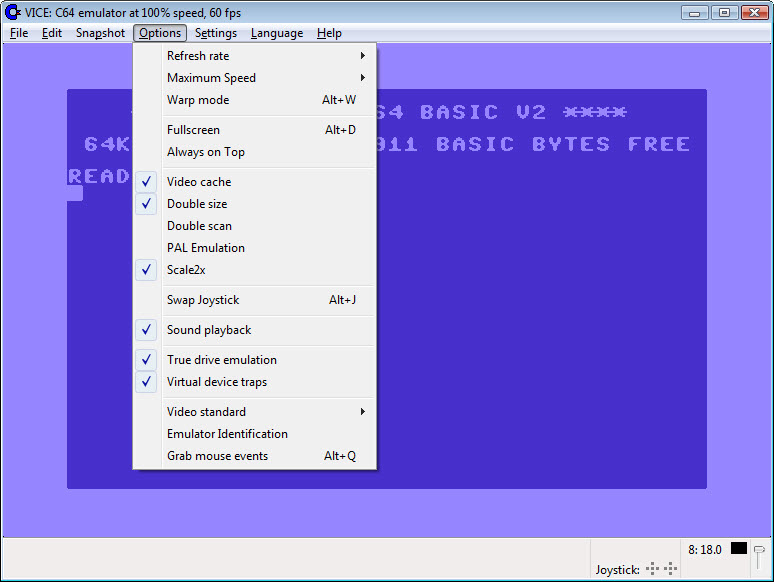 VICE: C64 emulator at 100% speed, 60 fps
File Edit Snapshot Options Settings Language Help
Refresh rate
Maximum Speed
Warp mode Alt+W
Fullscreen Alt+D
Always on Top
Video cache
Double size
Double scan
PAL Emulation
Scale2x
Swap Joystick Alt+J
Sound playback
True drive emulation
Virtual device traps
Video standard
Emulator Identification
Grab mouse events Alt+Q
64 BASIC V2 ****
64K 911 BASIC BYTES FREE
READ
8: 18.0
Joystick: